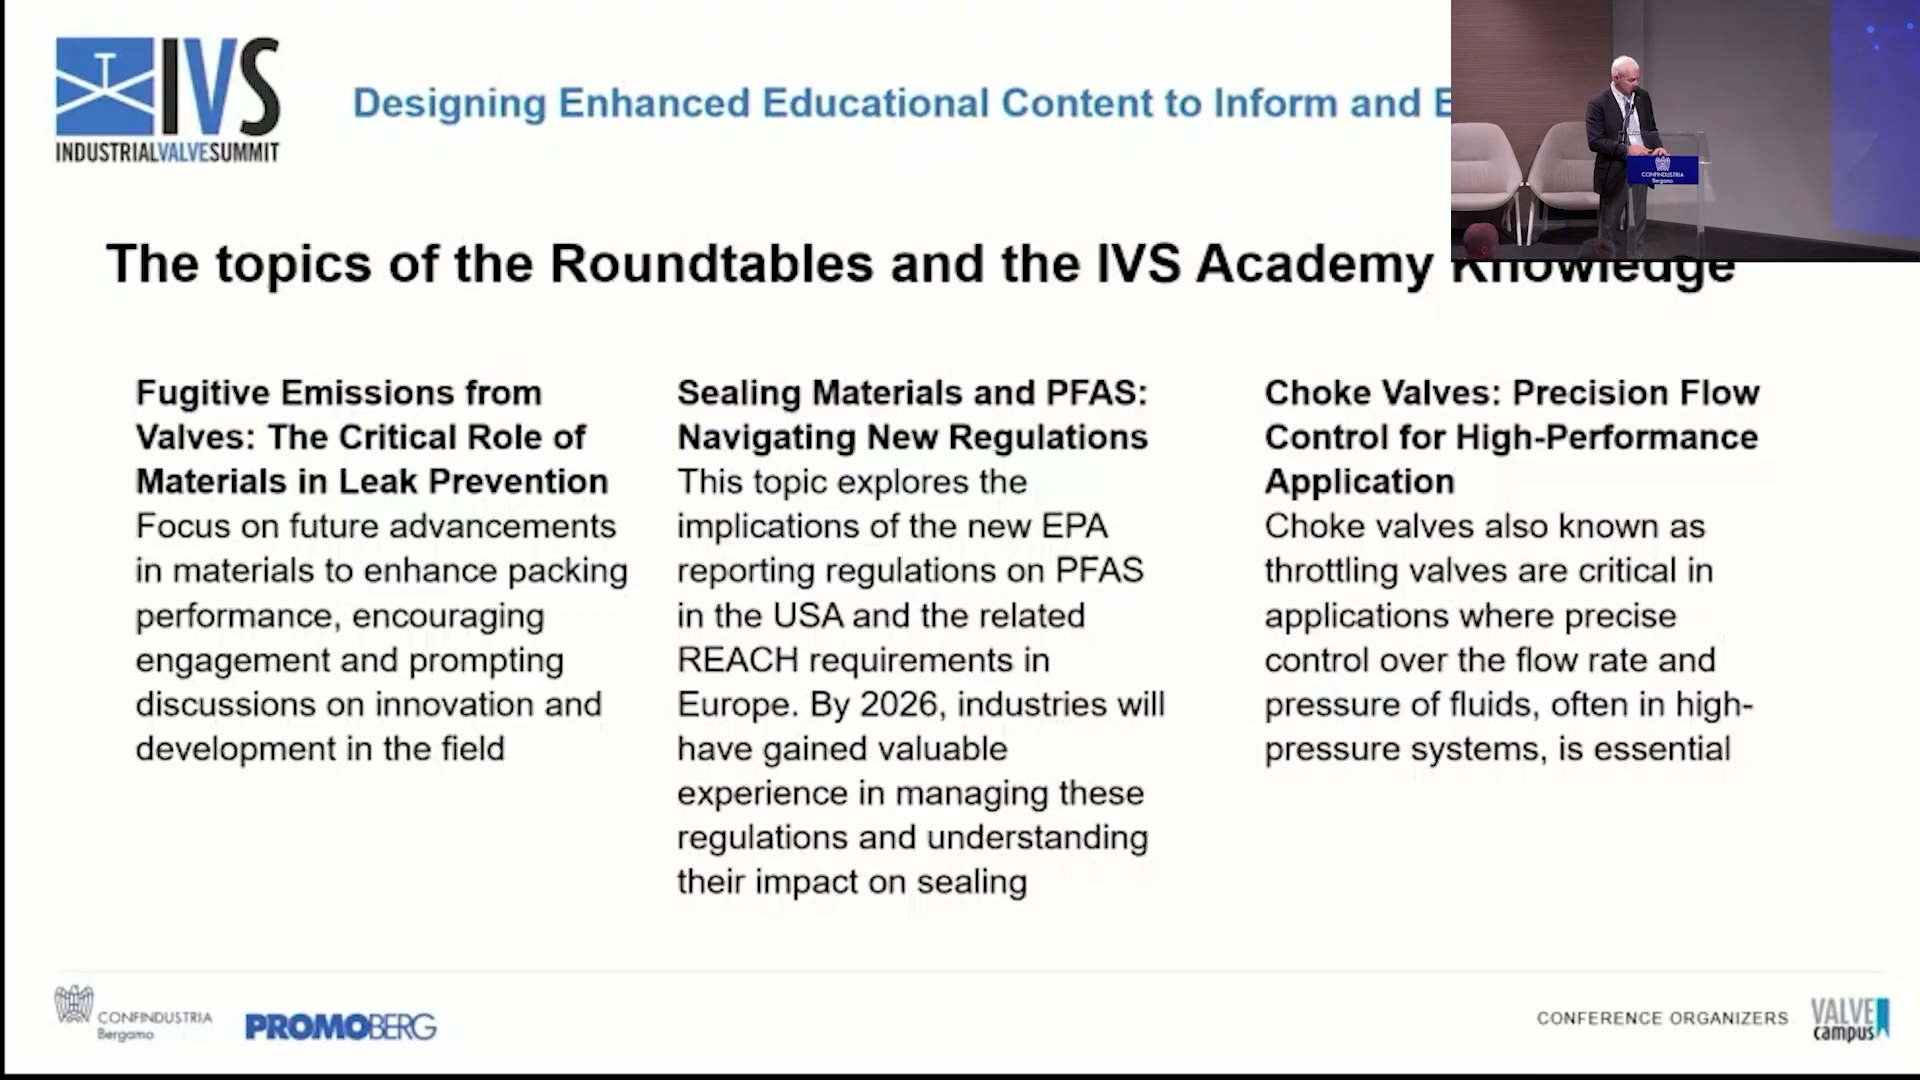 IVS
INDUSTRIALVALVESUMMIT
Designing Enhanced Educational Content to Inform and
CONFINDUSTRIA
Bergamo
The topics of the Roundtables and the IVS Academy Knowledge
Fugitive Emissions from
Valves: The Critical Role of
Materials in Leak Prevention
Focus on future advancements
in materials to enhance packing
performance, encouraging
engagement and prompting
discussions on innovation and
development in the field
Sealing Materials and PFAS:
Navigating New Regulations
This topic explores the
implications of the new EPA
reporting regulations on PFAS
in the USA and the related
REACH requirements in
Europe. By 2026, industries will
have gained valuable
experience in managing these
regulations and understanding
their impact on sealing
Choke Valves: Precision Flow
Control for High-Performance
Application
Choke valves also known as
throttling valves are critical in
applications where precise
control over the flow rate and
pressure of fluids, often in high-
pressure systems, is essential
CONFINDUSTRIA
Bergamo
PROMOBERG
CONFERENCE ORGANIZERS
VALVE
campus